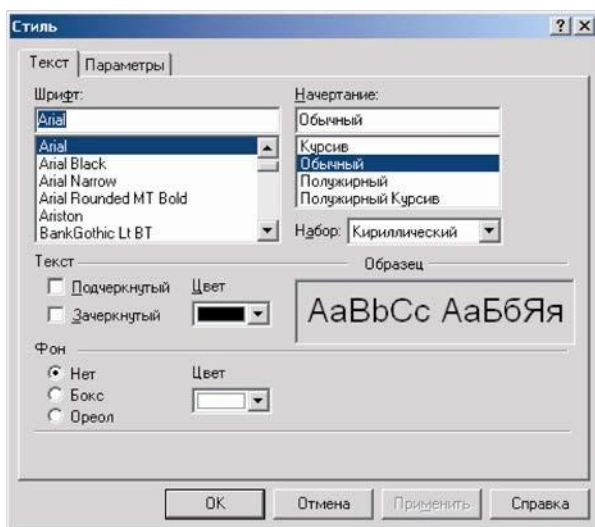 Стиль
Текст Параметры
Шрифт:
Arial
Arial
Arial Black
Arial Narrow
Arial Rounded MT Bold
Ariston
BankGothic Lt BT
Начертание:
Обычный
Курсив
Обычный
Полужирный
Полужирный Курсив
Набор: Кириллический
Текст
Подчеркнутый
Зачеркнутый
Цвет
Образец
AaBbCc АаБбЯя
Фон
Нет
Бокс
Ореол
Цвет
OK Отмена Применить Справка